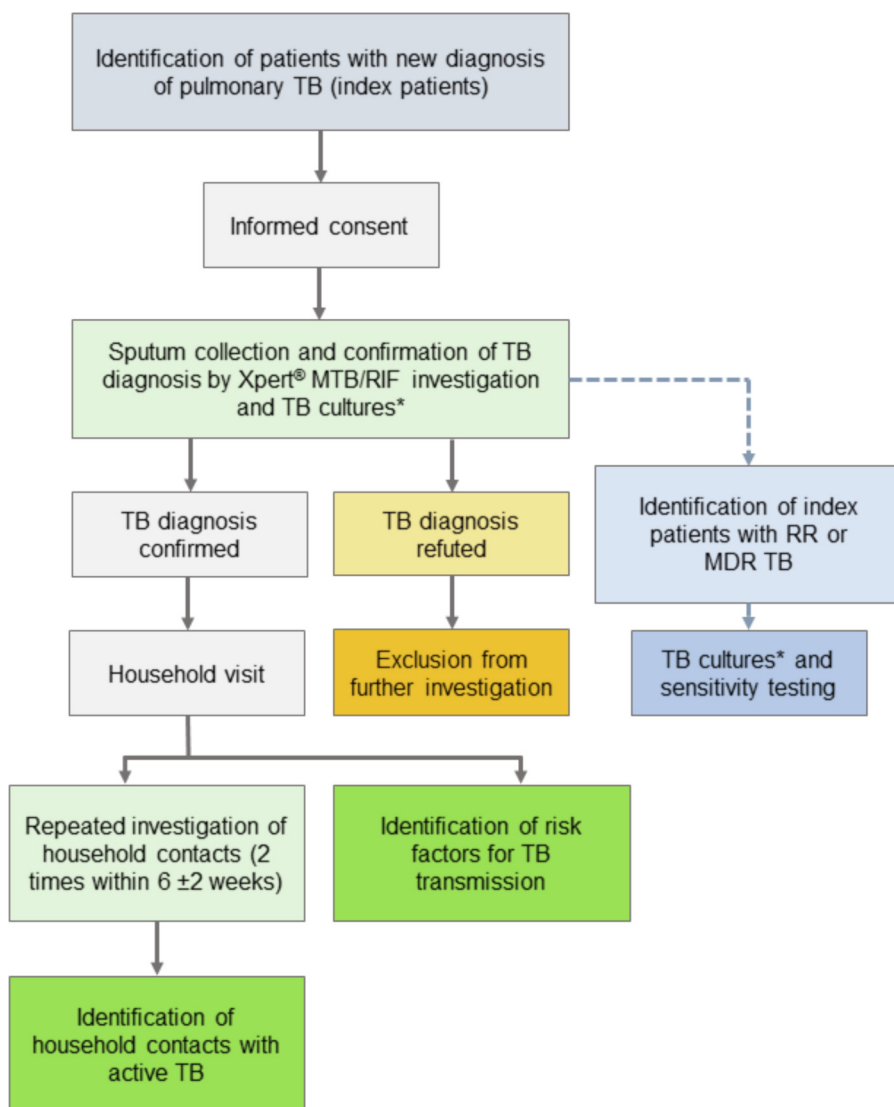 Identification of patients with new diagnosis
of pulmonary TB (index patients)
Informed consent
Sputum collection and confirmation of TB
diagnosis by Xpert® MTB/RIF investigation
and TB cultures*
TB diagnosis
confirmed
TB diagnosis
refuted
Identification of index
patients with RR or
MDR TB
Household visit
Exclusion from
further investigation
TB cultures* and
sensitivity testing
Repeated investigation of
household contacts (2
times within 6 ±2 weeks)
Identification of risk
factors for TB
transmission
Identification of
household contacts with
active TB